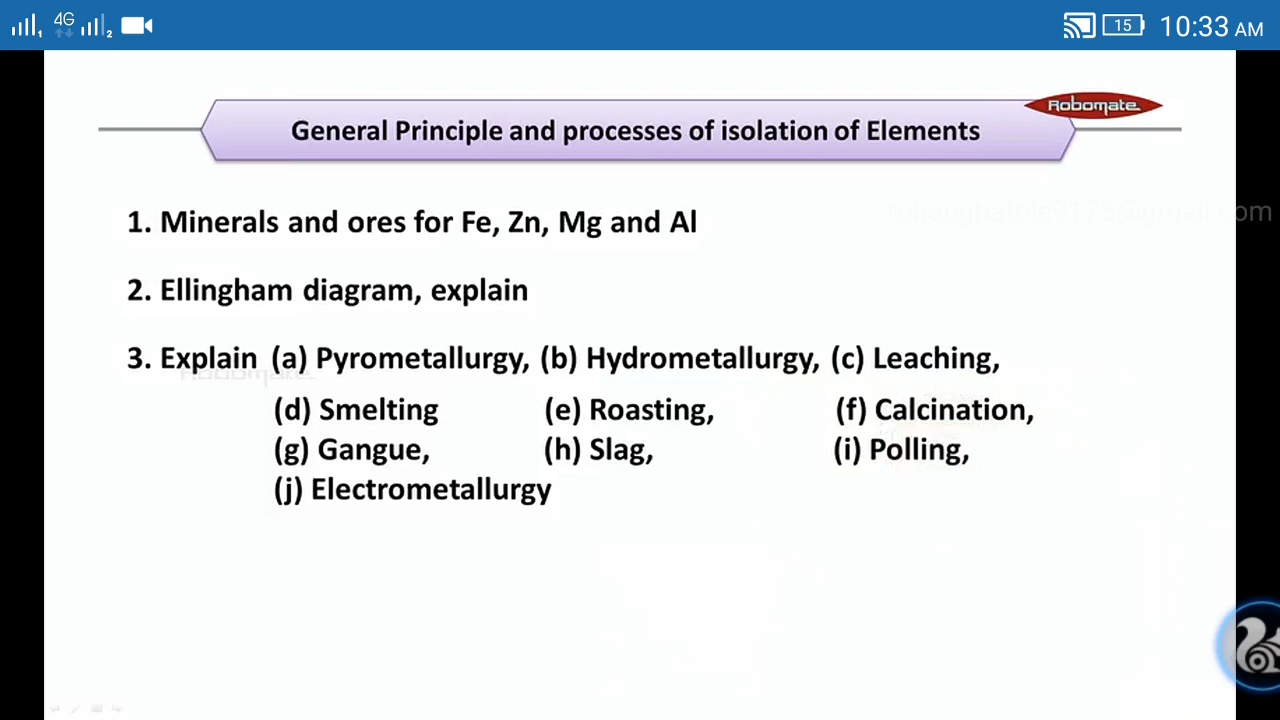 4G 15 10:33 AM
Robomate
General Principle and processes of isolation of Elements
1. Minerals and ores for Fe, Zn, Mg and Al
2. Ellingham diagram, explain
3. Explain (a) Pyrometallurgy, (b) Hydrometallurgy, (c) Leaching,
Robomate
(d) Smelting (e) Roasting, (f) Calcination,
(g) Gangue, (h) Slag, (i) Polling,
(j) Electrometallurgy